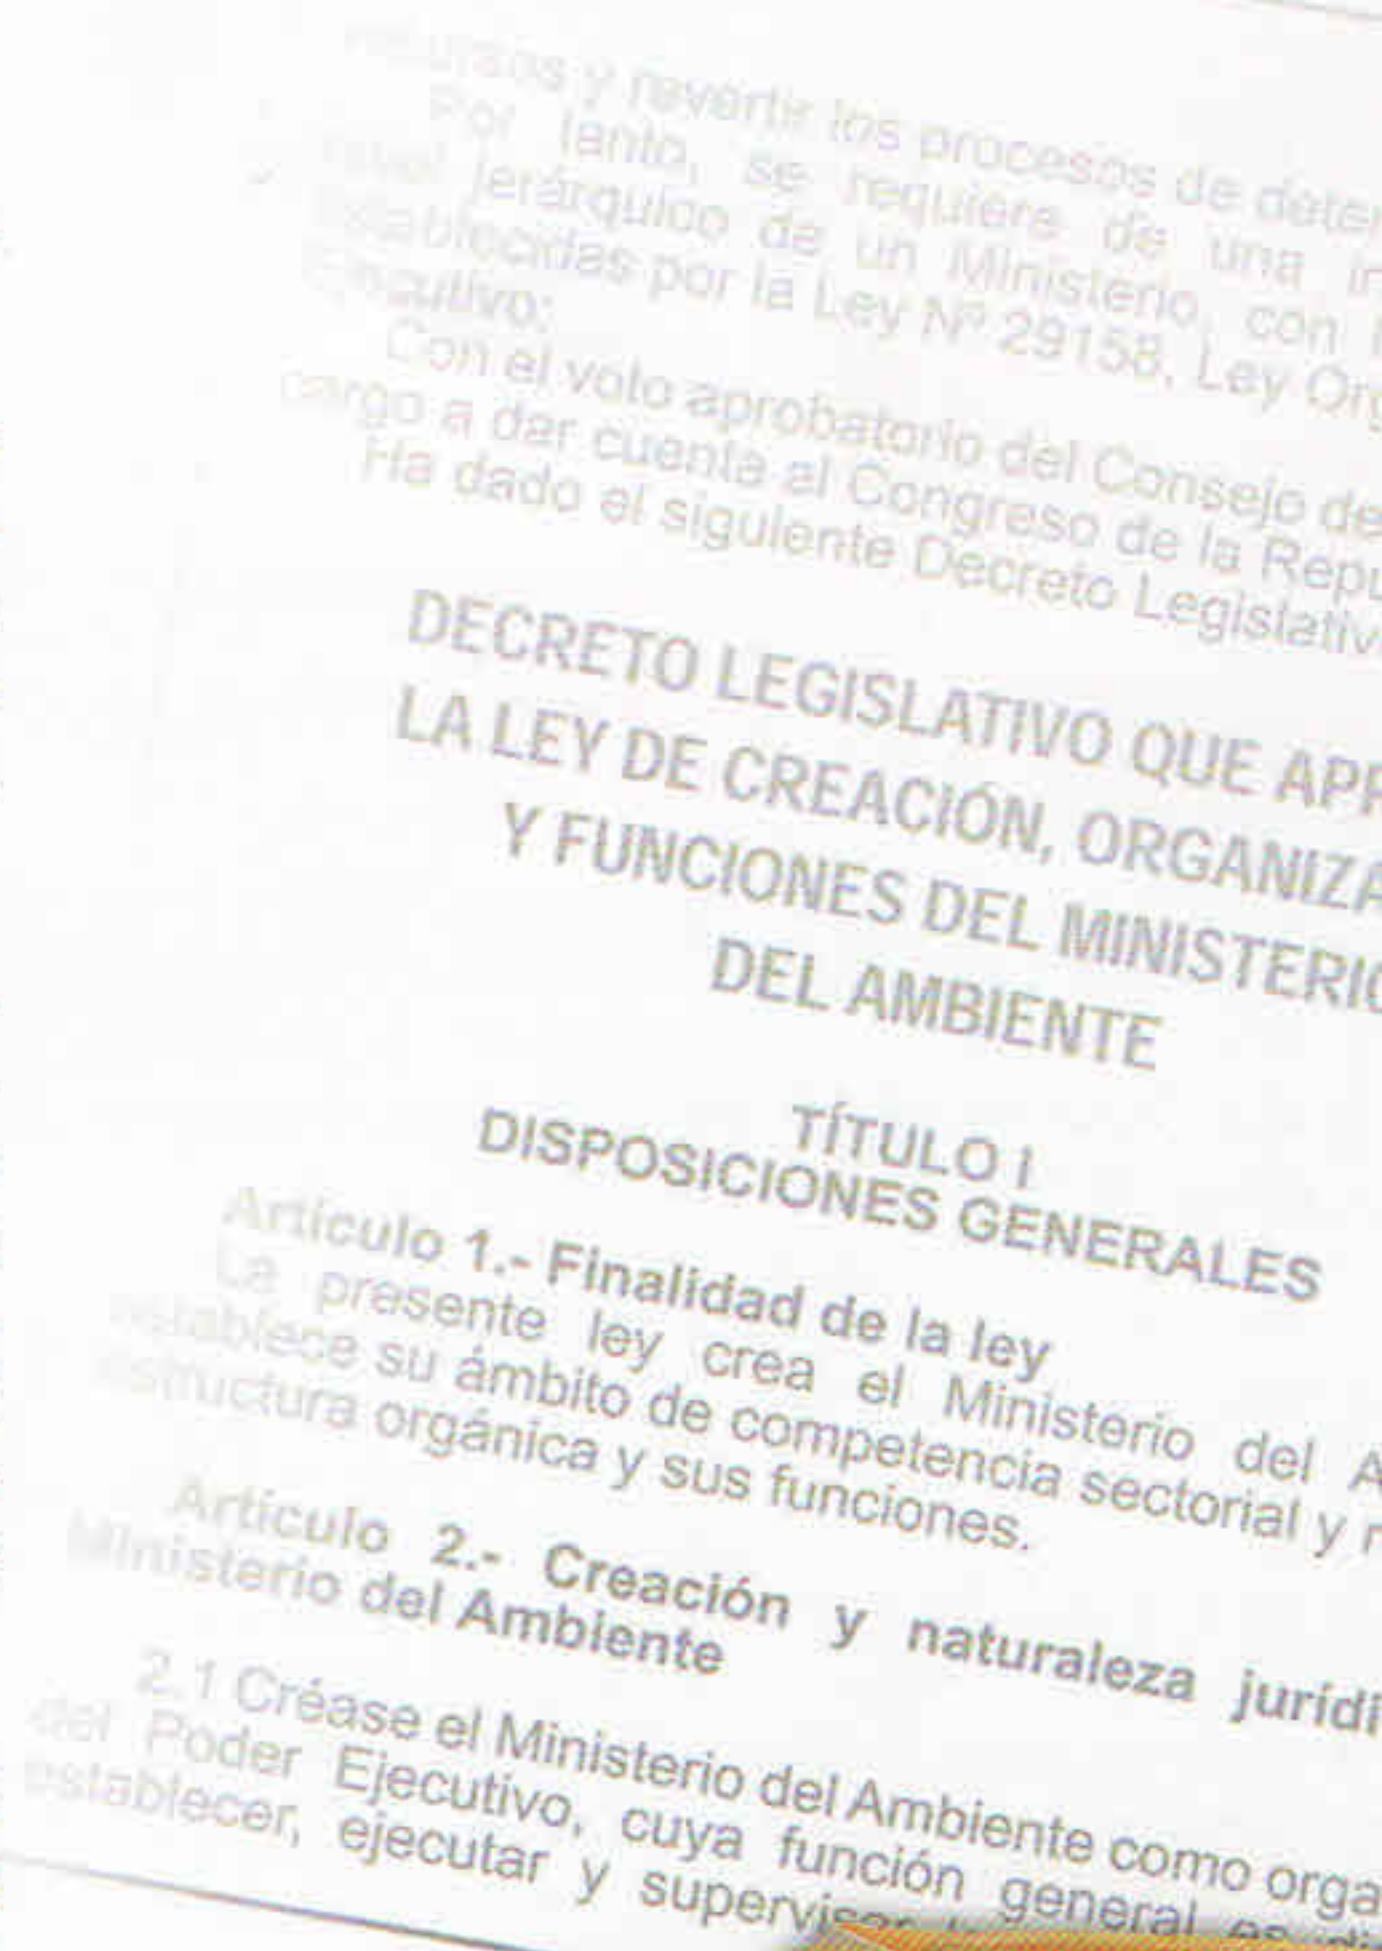 recursos y revertir los procesos de deter
Por tanto, se requiere de una in
nivel jerárquico de un Ministerio, con l
establecidas por la Ley Nº 29158, Ley Org
Ejecutivo;
Con el voto aprobatorio del Consejo de
cargo a dar cuenta al Congreso de la Repú
Ha dado el siguiente Decreto Legislativ
DECRETO LEGISLATIVO QUE APR
LA LEY DE CREACIÓN, ORGANIZA
Y FUNCIONES DEL MINISTERIO
DEL AMBIENTE
TÍTULO I
DISPOSICIONES GENERALES
Artículo 1.- Finalidad de la ley
La presente ley crea el Ministerio del A
establece su ámbito de competencia sectorial y r
estructura orgánica y sus funciones.
Artículo 2.- Creación y naturaleza jurídi
Ministerio del Ambiente
2.1 Créase el Ministerio del Ambiente como orga
del Poder Ejecutivo, cuya función general es di
establecer, ejecutar y supervisar